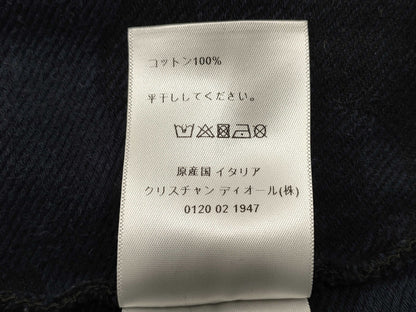 コットン100%
平干ししてください。
原産国 イタリア
クリスチャン ディオール(株)
0120 02 1947